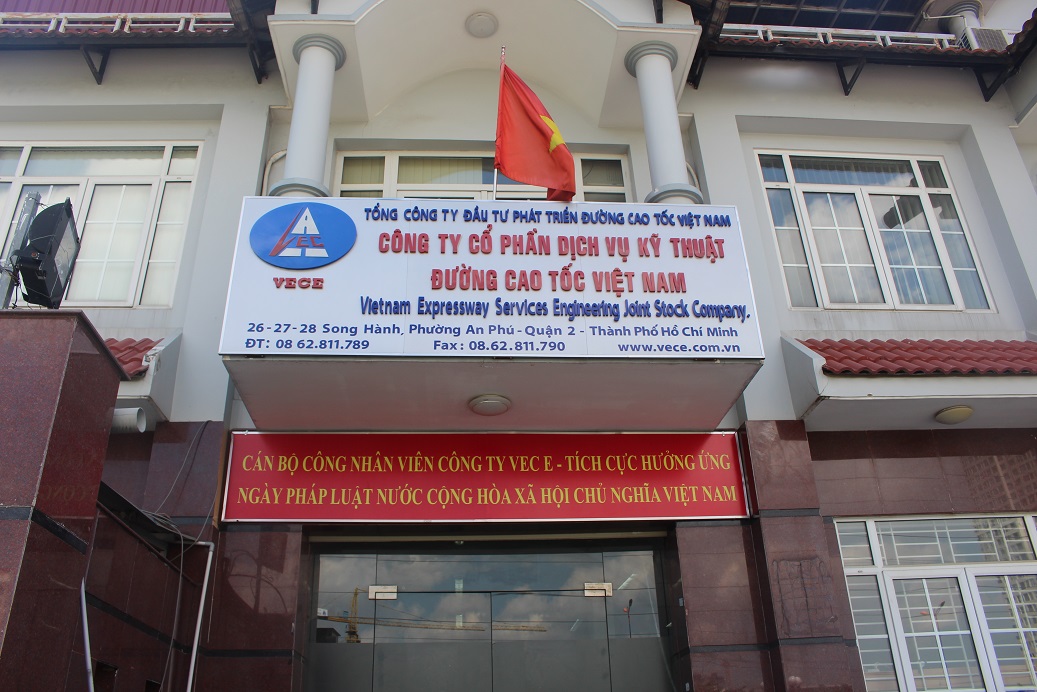 TỔNG CÔNG TY ĐẦU TƯ PHÁT TRIỂN ĐƯỜNG CAO TỐC VIỆT NAM
VEC
VECE
CÔNG TY CỔ PHẦN DỊCH VỤ KỸ THUẬT
ĐƯỜNG CAO TỐC VIỆT NAM
Vietnam Expressway Services Engineering Joint Stock Company.
26-27-28 Song Hành, Phường An Phú-Quận 2 - Thành Phố Hồ Chí Minh
ĐT: 08 62.811.789 Fax: 08.62.811.790 www.vece.com.vn
CÁN BỘ CÔNG NHÂN VIÊN CÔNG TY VEC E - TÍCH CỰC HƯỞNG ỨNG
NGÀY PHÁP LUẬT NƯỚC CỘNG HÒA XÃ HỘI CHỦ NGHĨA VIỆT NAM